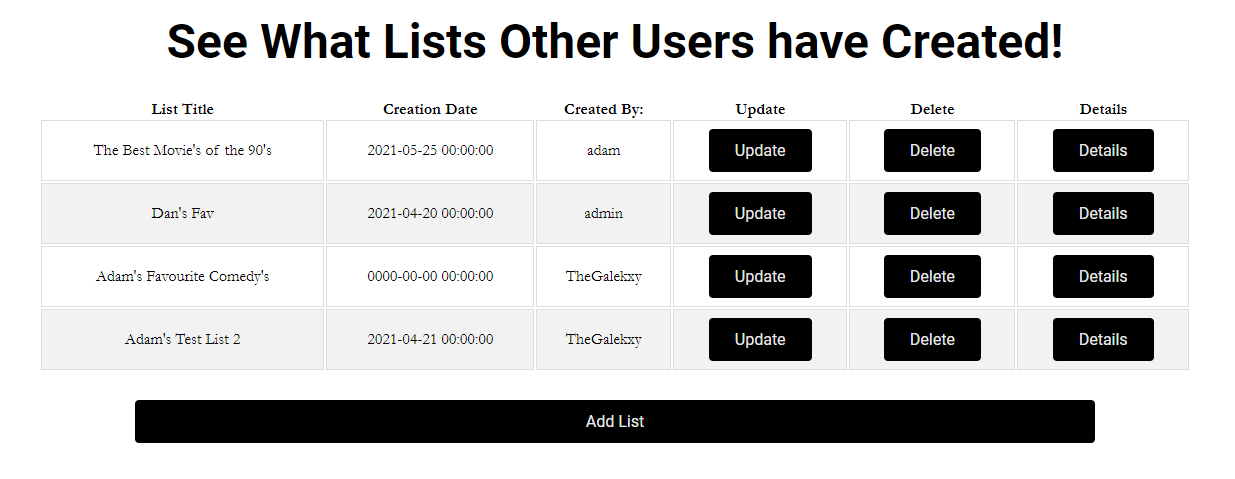 See What Lists Other Users have Created!
List Title Creation Date Created By: Update Delete Details
The Best Movie's of the 90's 2021-05-25 00:00:00 adam Update Delete Details
Dan's Fav 2021-04-20 00:00:00 admin Update Delete Details
Adam's Favourite Comedy's 0000-00-00 00:00:00 TheGalekxy Update Delete Details
Adam's Test List 2 2021-04-21 00:00:00 TheGalekxy Update Delete Details
Add List